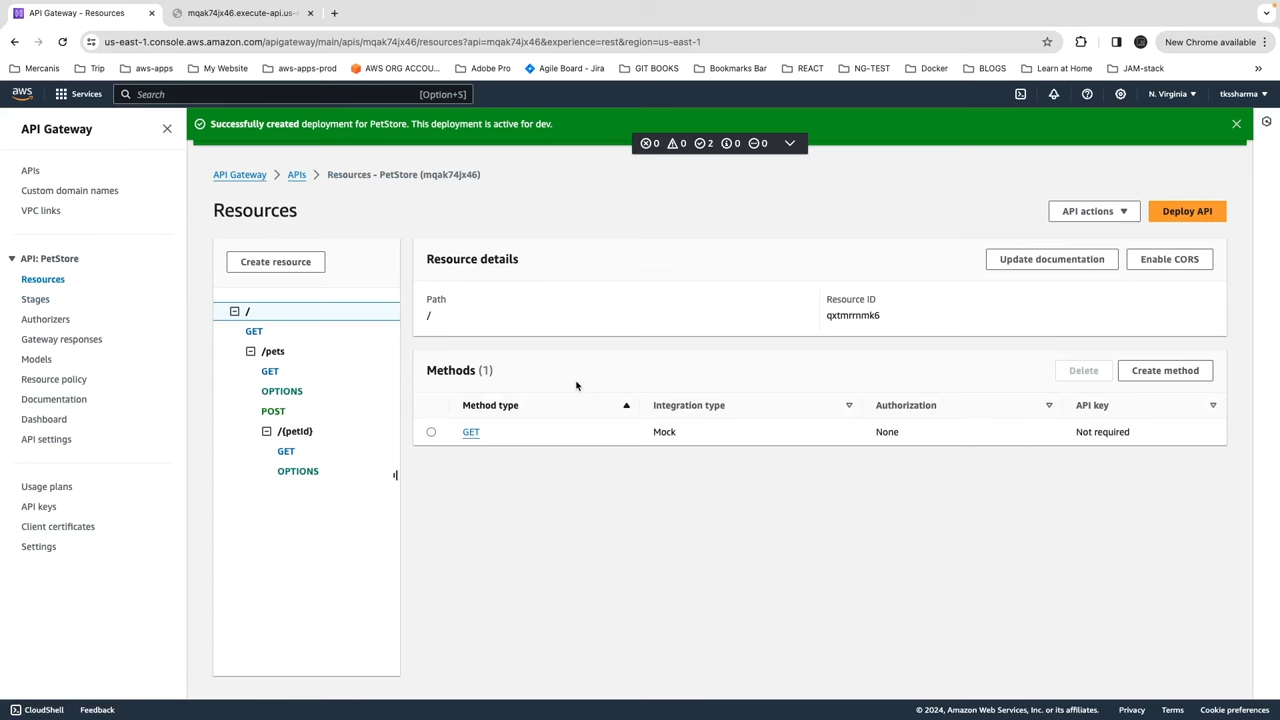 API Gateway - Resources
mqak74jx46.execute-api.us-
us-east-1.console.aws.amazon.com/apigateway/main/apis/mqak74jx46/resources?api=mqak74jx46&experience=rest&region=us-east-1
New Chrome available
Mercanis
Trip
aws-apps
My Website
aws-apps-prod
AWS ORG ACCOU...
Adobe Pro
Agile Board - Jira
GIT BOOKS
Bookmarks Bar
REACT
NG-TEST
Docker
BLOGS
Learn at Home
JAM-stack
»
aws
Services
Search
[Option+S]
N. Virginia
tkssharma
API Gateway
APIs
Custom domain names
VPC links
API: PetStore
Resources
Stages
Authorizers
Gateway responses
Models
Resource policy
Documentation
Dashboard
API settings
Usage plans
API keys
Client certificates
Settings
Successfully created deployment for PetStore. This deployment is active for dev.
0 0 2 0 0
API Gateway > APIs > Resources - PetStore (mqak74jx46)
Resources
API actions
Deploy API
Create resource
/
GET
/pets
GET
OPTIONS
POST
/{petId}
GET
OPTIONS
Resource details
Update documentation
Enable CORS
Path
/
Resource ID
qxtmrrnmk6
Methods (1)
Delete
Create method
Method type
Integration type
Authorization
API key
GET
Mock
None
Not required
CloudShell
Feedback
© 2024, Amazon Web Services, Inc. or its affiliates.
Privacy
Terms
Cookie preferences